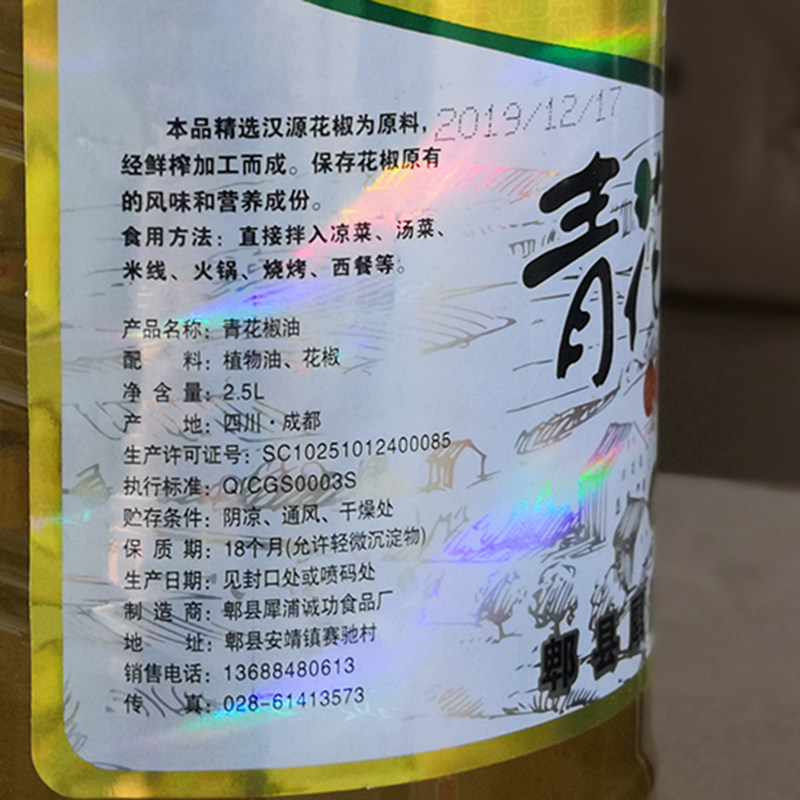 2019/12/17
本品精选汉源花椒为原料,
经鲜榨加工而成。保存花椒原有
的风味和营养成份。
食用方法：直接拌入凉菜、汤菜、
米线、火锅、烧烤、西餐等。
青花
产品名称：青花椒油
配 料：植物油、花椒
净 含 量：2.5L
产 地：四川·成都
生产许可证号：SC10251012400085
执行标准：Q/CGS0003S
贮存条件：阴凉、通风、干燥处
保 质 期：18个月(允许轻微沉淀物)
生产日期：见封口处或喷码处
制 造 商：郫县犀浦诚功食品厂
地 址：郫县安靖镇赛驰村
销售电话：13688480613
传 真：028-61413573
郫县犀